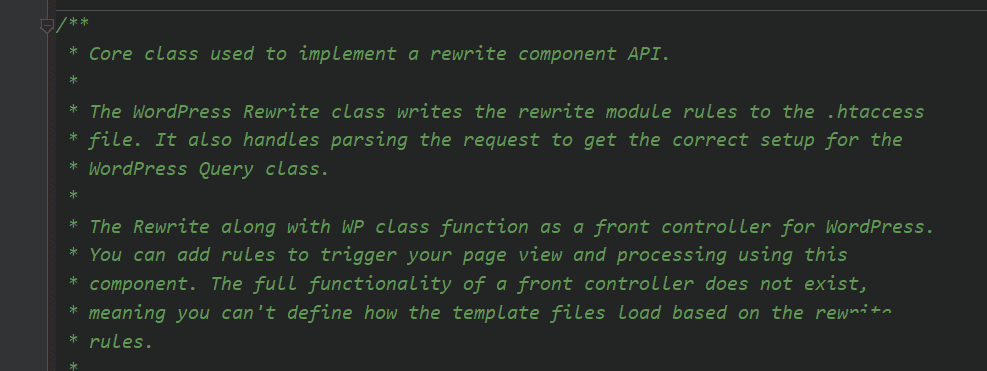 /**
* Core class used to implement a rewrite component API.
*
* The WordPress Rewrite class writes the rewrite module rules to the .htaccess
* file. It also handles parsing the request to get the correct setup for the
* WordPress Query class.
*
* The Rewrite along with WP class function as a front controller for WordPress.
* You can add rules to trigger your page view and processing using this
* component. The full functionality of a front controller does not exist,
* meaning you can't define how the template files load based on the rewrite
* rules.
*